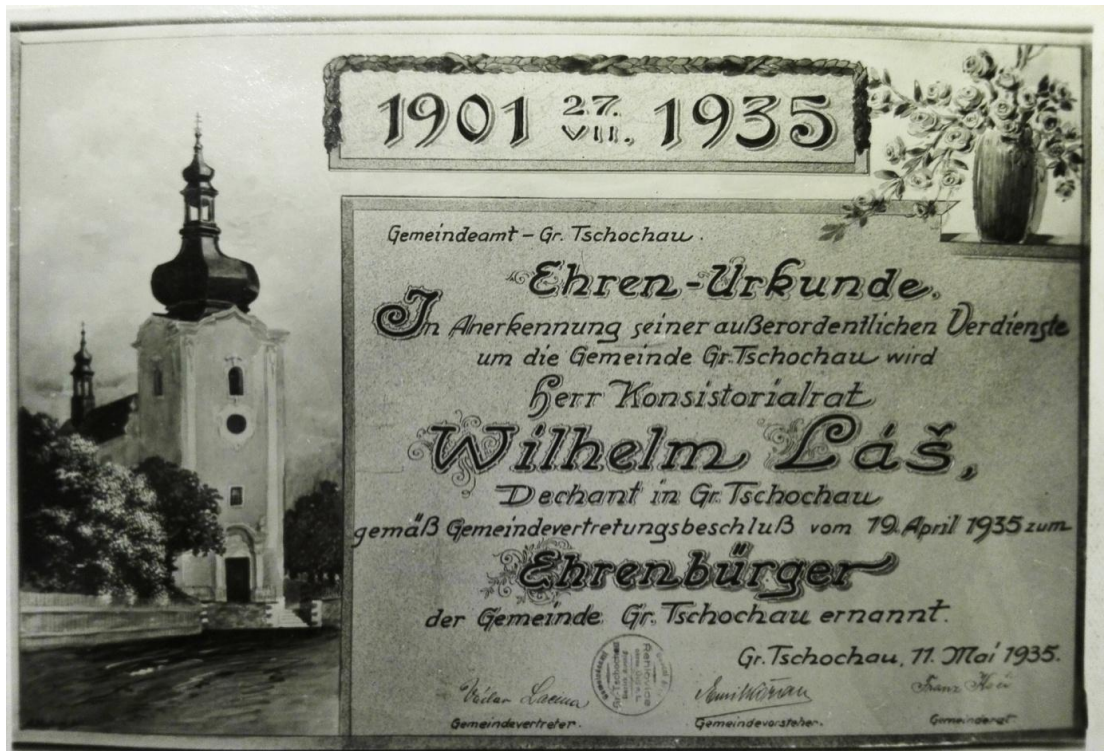 1901 27. VII. 1935
Gemeindeamt – Gr. Tschochau.
Ehren-Urkunde.
In Anerkennung seiner außerordentlichen Verdienste
um die Gemeinde Gr. Tschochau wird
Herr Konsistorialrat
Wilhelm Láš,
Dechant in Gr. Tschochau
gemäß Gemeindevertretungsbeschluß vom 19. April 1935 zum
Ehrenbürger
der Gemeinde Gr. Tschochau ernannt.
Gr. Tschochau, 11. Mai 1935.
Franz
Gemeindevertreter. Gemeindevorsteher. Gemeinderat.